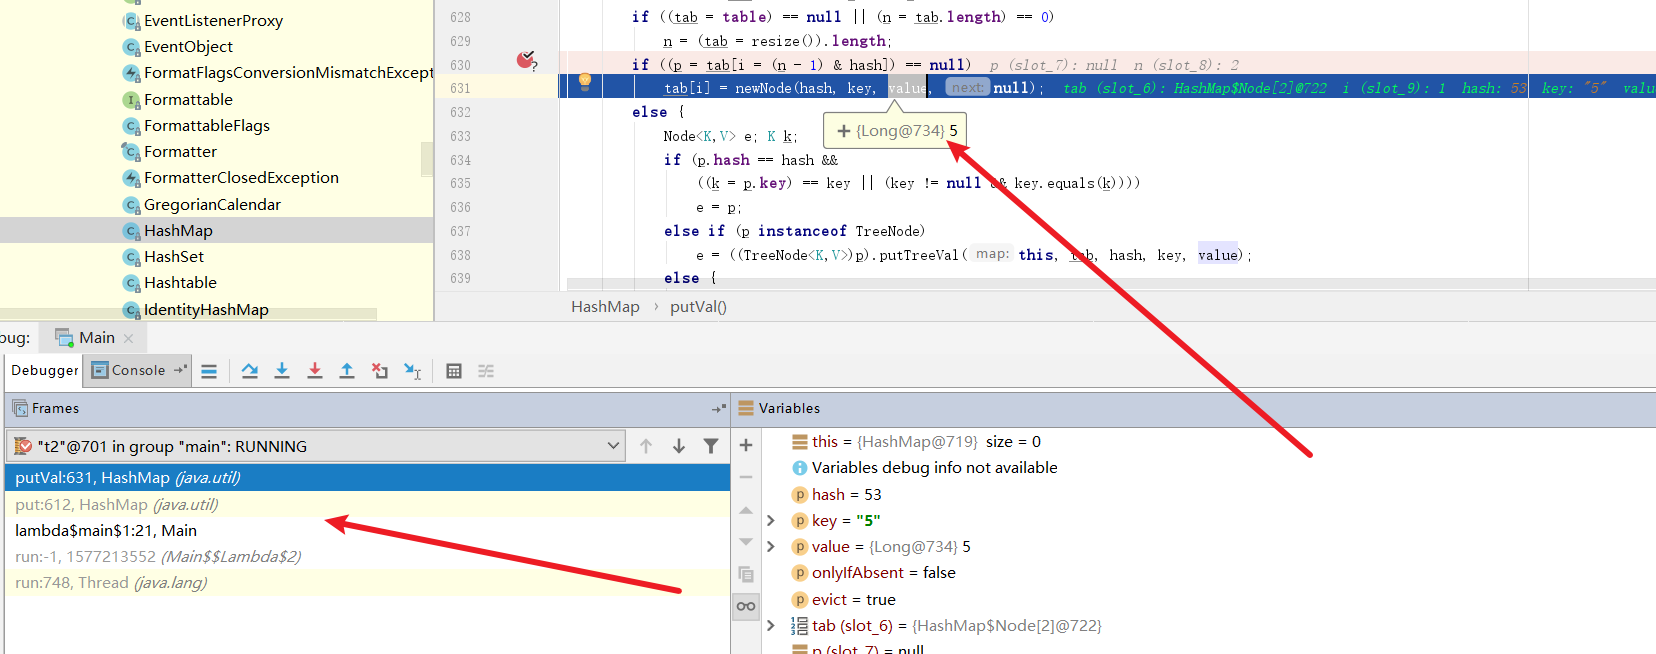 EventListenerProxy
EventObject
FormatFlagsConversionMismatchExcept
Formattable
FormattableFlags
Formatter
FormatterClosedException
GregorianCalendar
HashMap
HashSet
Hashtable
IdentityHashMap
628 if ((tab = table) == null || (n = tab.length) == 0)
629 n = (tab = resize()).length;
630 if ((p = tab[i = (n - 1) & hash]) == null) p (slot_7): null n (slot_8): 2
631 tab[i] = newNode(hash, key, value, next: null); tab (slot_6): HashMap$Node[2]@722 i (slot_9): 1 hash: 53 key: "5" valu
632 else {
+ {Long@734} 5
633 Node<K,V> e; K k;
634 if (p.hash == hash &&
635 ((k = p.key) == key || (key != null && key.equals(k))))
636 e = p;
637 else if (p instanceof TreeNode)
638 e = ((TreeNode<K,V>)p).putTreeVal( map: this, tab, hash, key, value);
639 else {
HashMap › putVal()
bug: Main ×
Debugger Console
Frames
"t2"@701 in group "main": RUNNING
putVal:631, HashMap (java.util)
put:612, HashMap (java.util)
lambda$main$1:21, Main
run:-1, 1577213552 (Main$$Lambda$2)
run:748, Thread (java.lang)
Variables
this = {HashMap@719} size = 0
Variables debug info not available
hash = 53
key = "5"
value = {Long@734} 5
onlyIfAbsent = false
evict = true
tab (slot_6) = {HashMap$Node[2]@722}
p (slot_7) = null